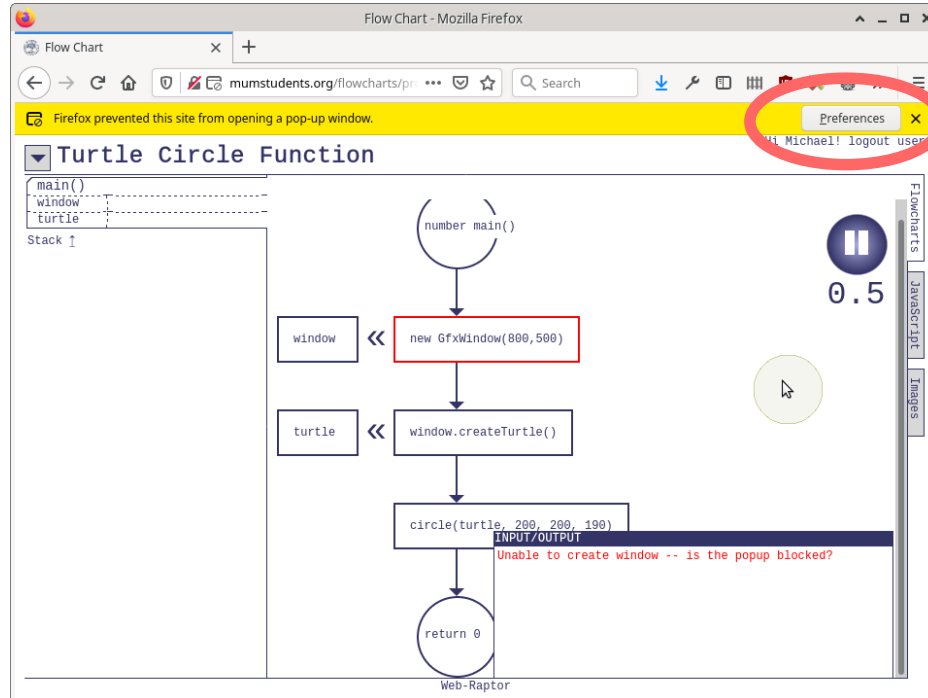 Flow Chart - Mozilla Firefox
Flow Chart
mumstudents.org/flowcharts/pr
Search
Firefox prevented this site from opening a pop-up window.
Preferences
Hi Michael! logout user
Turtle Circle Function
main()
window
turtle
Stack ↑
number main()
0.5
window
«
new GfxWindow(800,500)
turtle
«
window.createTurtle()
circle(turtle, 200, 200, 190)
INPUT/OUTPUT
Unable to create window -- is the popup blocked?
return 0
Web-Raptor
Flowcharts
JavaScript
Images